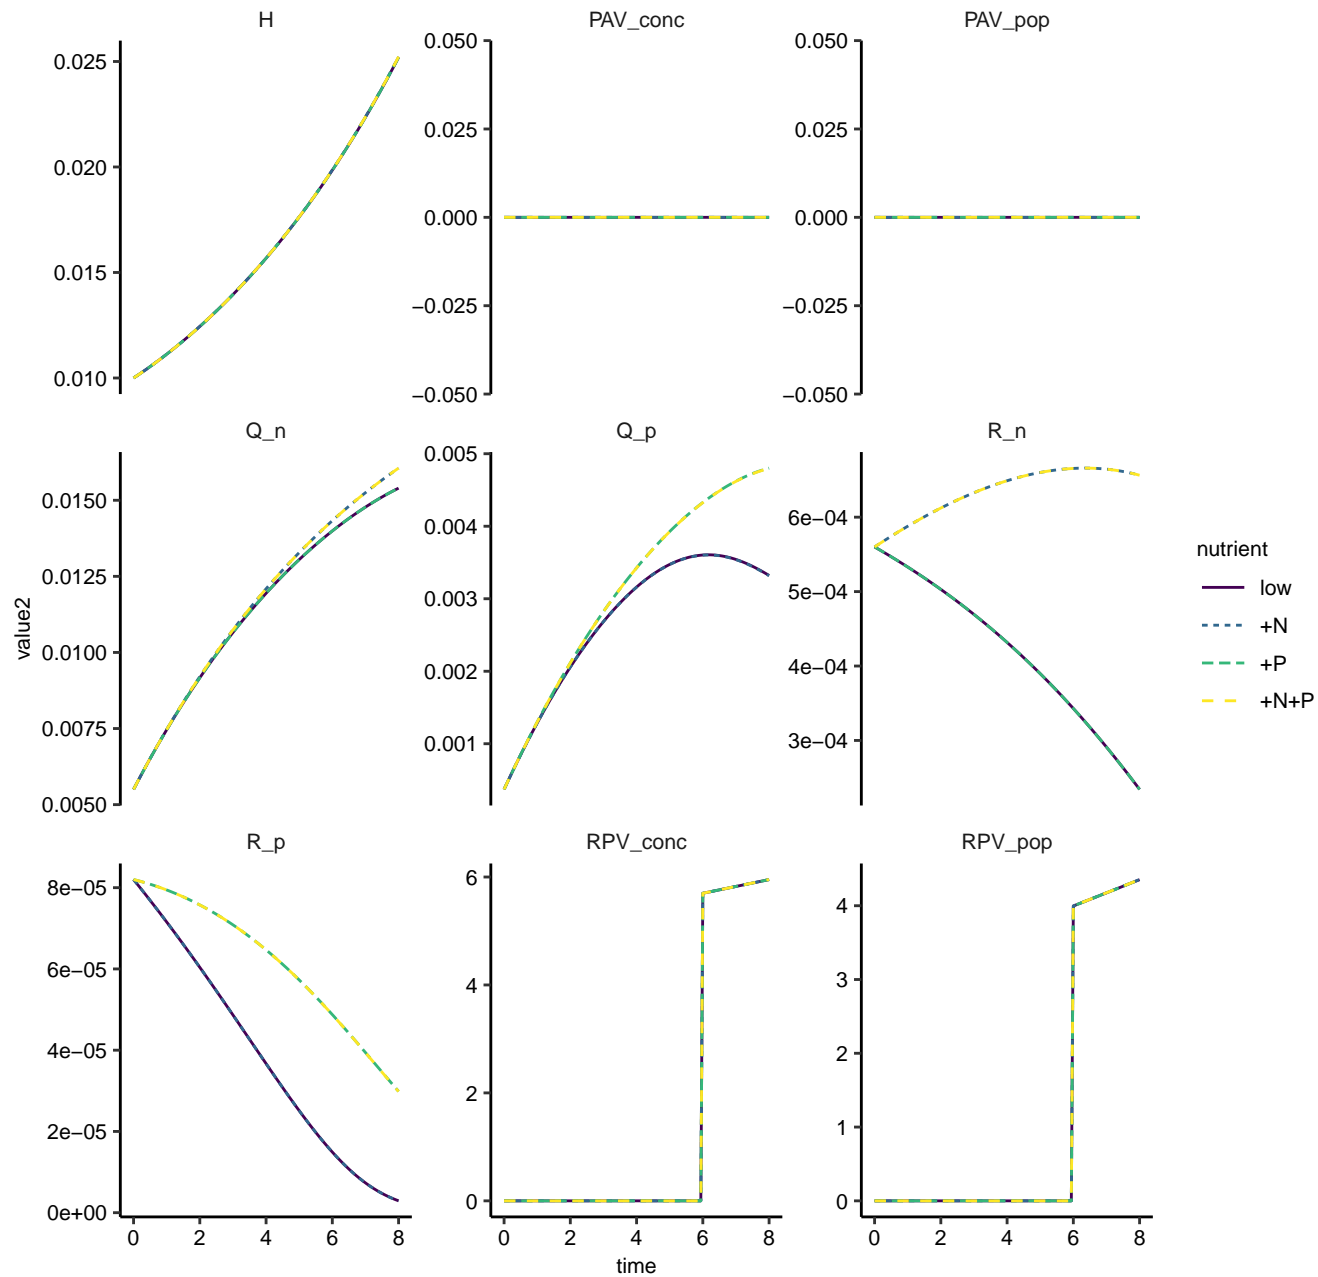 H
PAV_conc
PAV_pop
0.025
0.020
0.015
0.010
0.050
0.025
0.000
−0.025
−0.050
0.050
0.025
0.000
−0.025
−0.050
Q_n
Q_p
R_n
0.0150
0.0125
0.0100
0.0075
0.0050
0.005
0.004
0.003
0.002
0.001
6e−04
5e−04
4e−04
3e−04
value2
nutrient
low
+N
+P
+N+P
R_p
RPV_conc
RPV_pop
8e−05
6e−05
4e−05
2e−05
0e+00
6
4
2
0
4
3
2
1
0
0 2 4 6 8
0 2 4 6 8
0 2 4 6 8
time